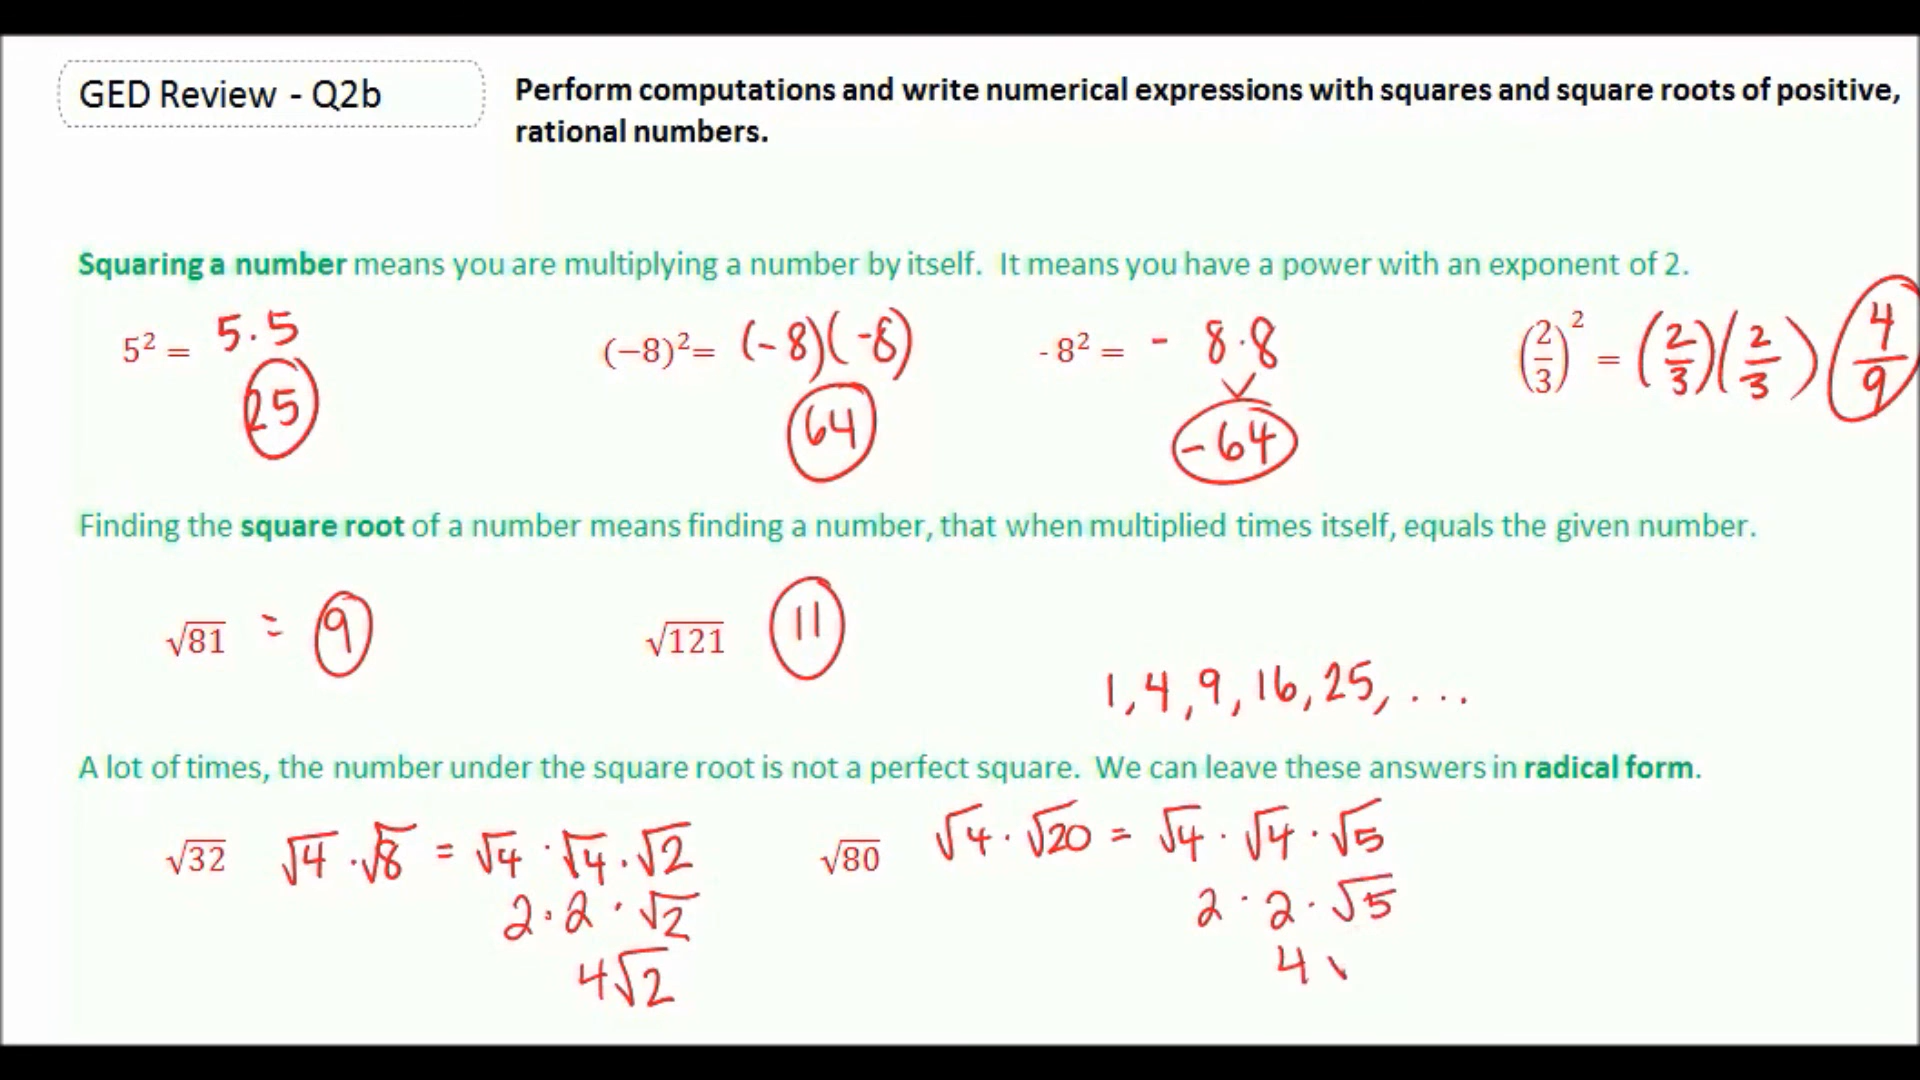 GED Review - Q2b
Perform computations and write numerical expressions with squares and square roots of positive,
rational numbers.
Squaring a number means you are multiplying a number by itself. It means you have a power with an exponent of 2.
5² = 5·5
25
(−8)²= (-8)(-8)
64
- 8² = - 8·8
-64
(2/3)² = (2/3)(2/3) 4/9
Finding the square root of a number means finding a number, that when multiplied times itself, equals the given number.
√81 = 9
√121 11
1, 4, 9, 16, 25, ...
A lot of times, the number under the square root is not a perfect square. We can leave these answers in radical form.
√32 √4 · √8 = √4 · √4 · √2
2 · 2 · √2
4√2
√80 √4 · √20 = √4 · √4 · √5
2 · 2 · √5
4